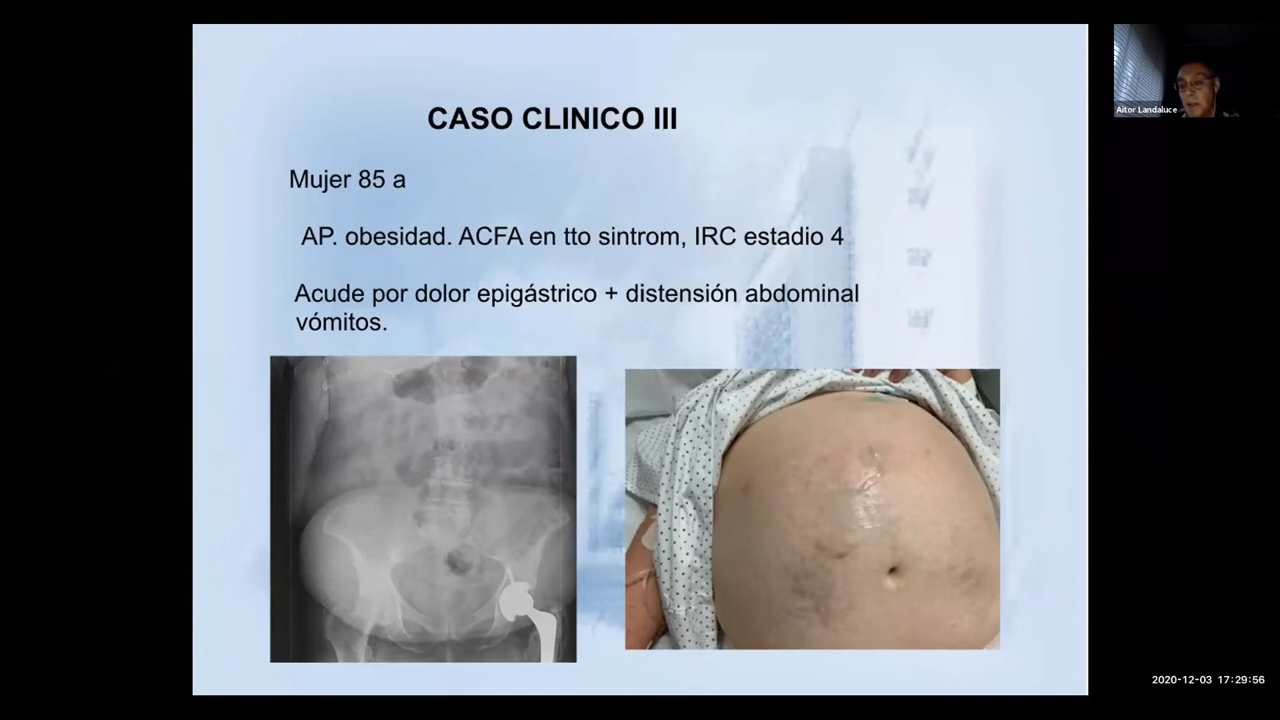 CASO CLINICO III
Mujer 85 a
AP. obesidad. ACFA en tto sintrom, IRC estadio 4
Acude por dolor epigástrico + distensión abdominal
vómitos.
Aitor Landaluce
2020-12-03 17:29:56